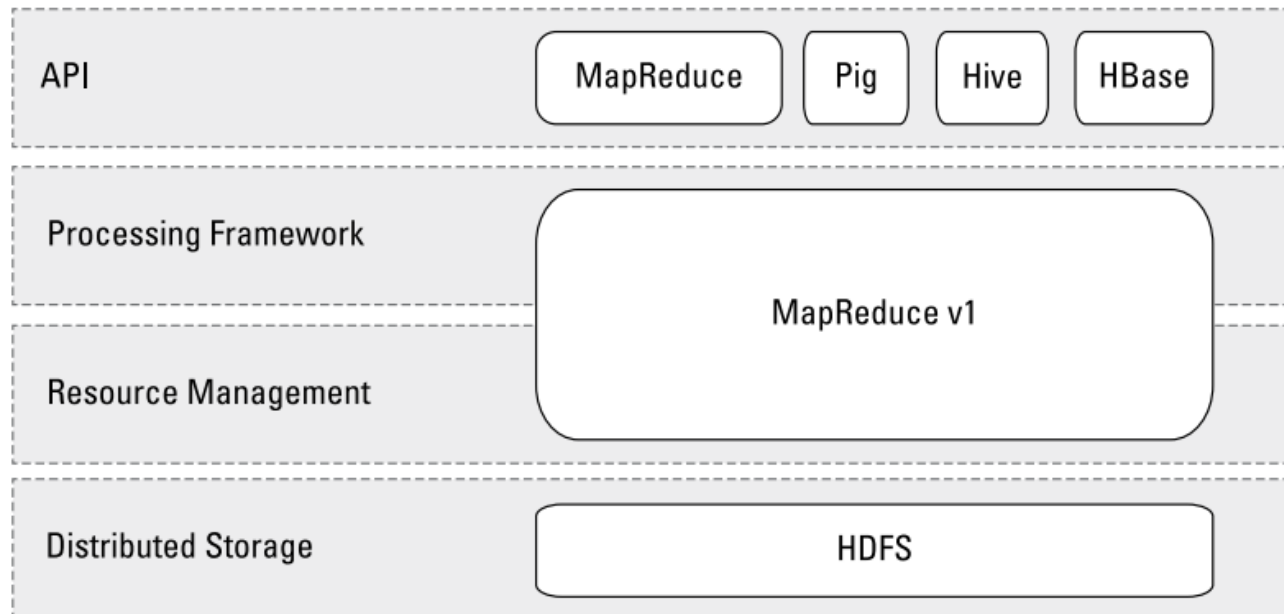 API
MapReduce
Pig
Hive
HBase
Processing Framework
MapReduce v1
Resource Management
Distributed Storage
HDFS